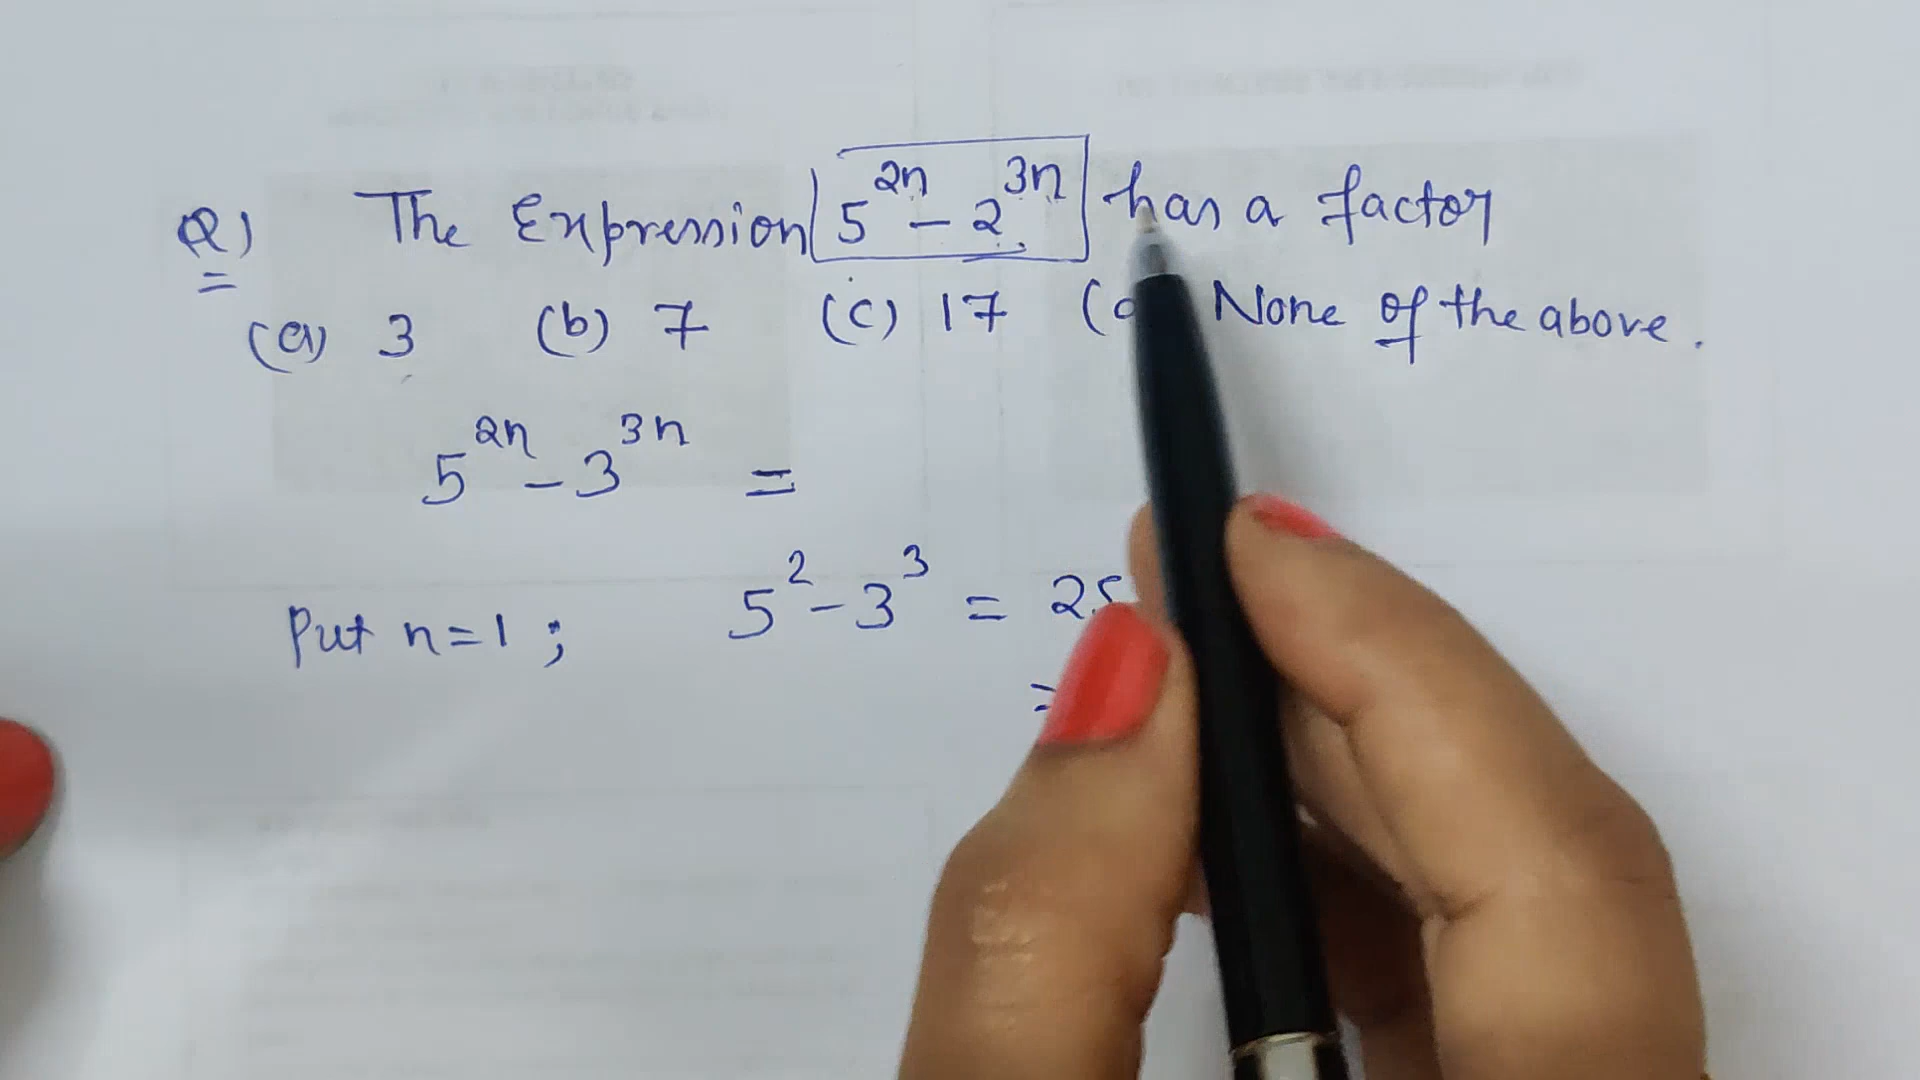 Q) The Expression 5^2n - 2^3n has a factor
(a) 3 (b) 7 (c) 17 ( None of the above.
5^2n - 3^3n =
Put n=1 ; 5^2 - 3^3 = 25
=